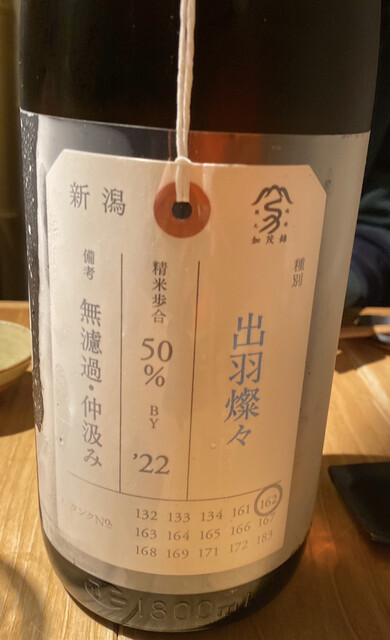 加茂錦
種別
出羽燦々
精米歩合
50%
BY
'22
新潟
備考
無濾過・仲汲み
タンクNo.
132 133 134 161 162
163 164 165 166 167
168 169 171 172 183
1800ml